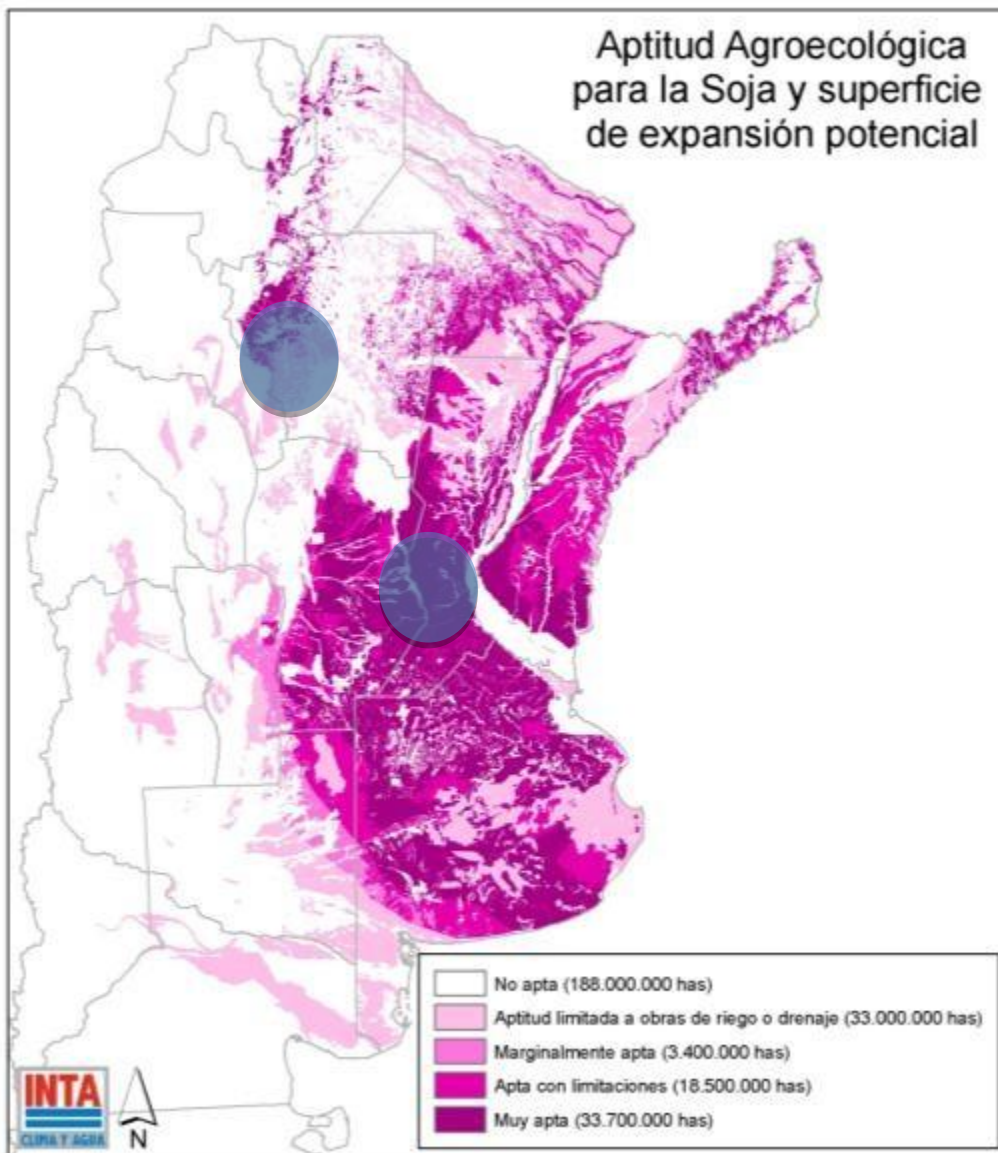 Aptitud Agroecológica
para la Soja y superficie
de expansión potencial
No apta (188.000.000 has)
Aptitud limitada a obras de riego o drenaje (33.000.000 has)
Marginalmente apta (3.400.000 has)
Apta con limitaciones (18.500.000 has)
Muy apta (33.700.000 has)
INTA
CLIMA Y AGUA
N